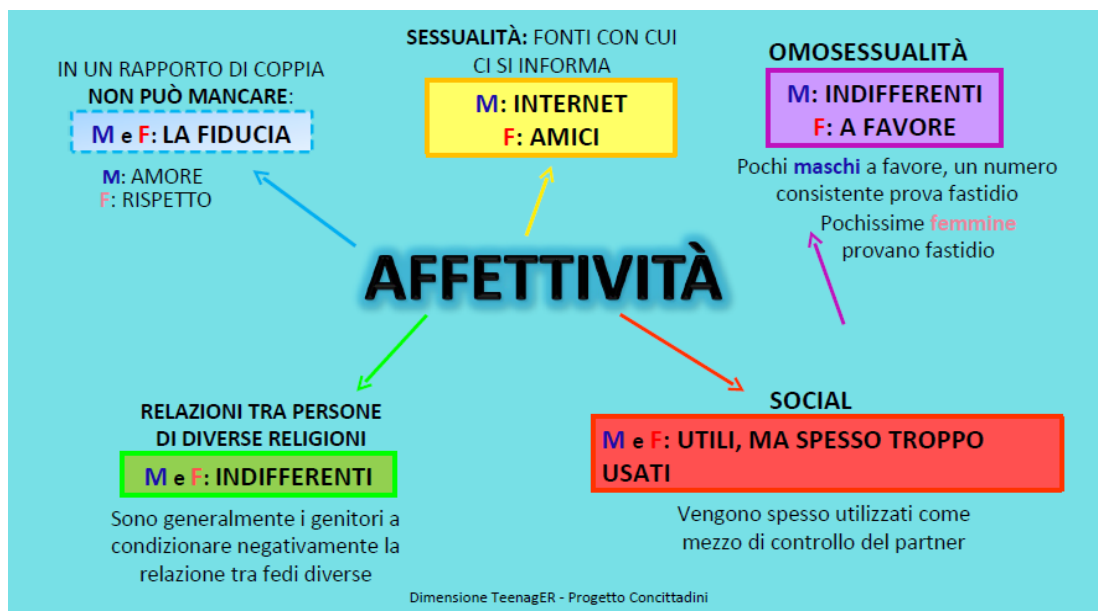 IN UN RAPPORTO DI COPPIA
NON PUÒ MANCARE:
M e F: LA FIDUCIA
M: AMORE
F: RISPETTO
SESSUALITÀ: FONTI CON CUI
CI SI INFORMA
M: INTERNET
F: AMICI
OMOSESSUALITÀ
M: INDIFFERENTI
F: A FAVORE
Pochi maschi a favore, un numero
consistente prova fastidio
Pochissime femmine
provano fastidio
AFFETTIVITÀ
RELAZIONI TRA PERSONE
DI DIVERSE RELIGIONI
M e F: INDIFFERENTI
Sono generalmente i genitori a
condizionare negativamente la
relazione tra fedi diverse
SOCIAL
M e F: UTILI, MA SPESSO TROPPO
USATI
Vengono spesso utilizzati come
mezzo di controllo del partner
Dimensione TeenagER - Progetto Concittadini